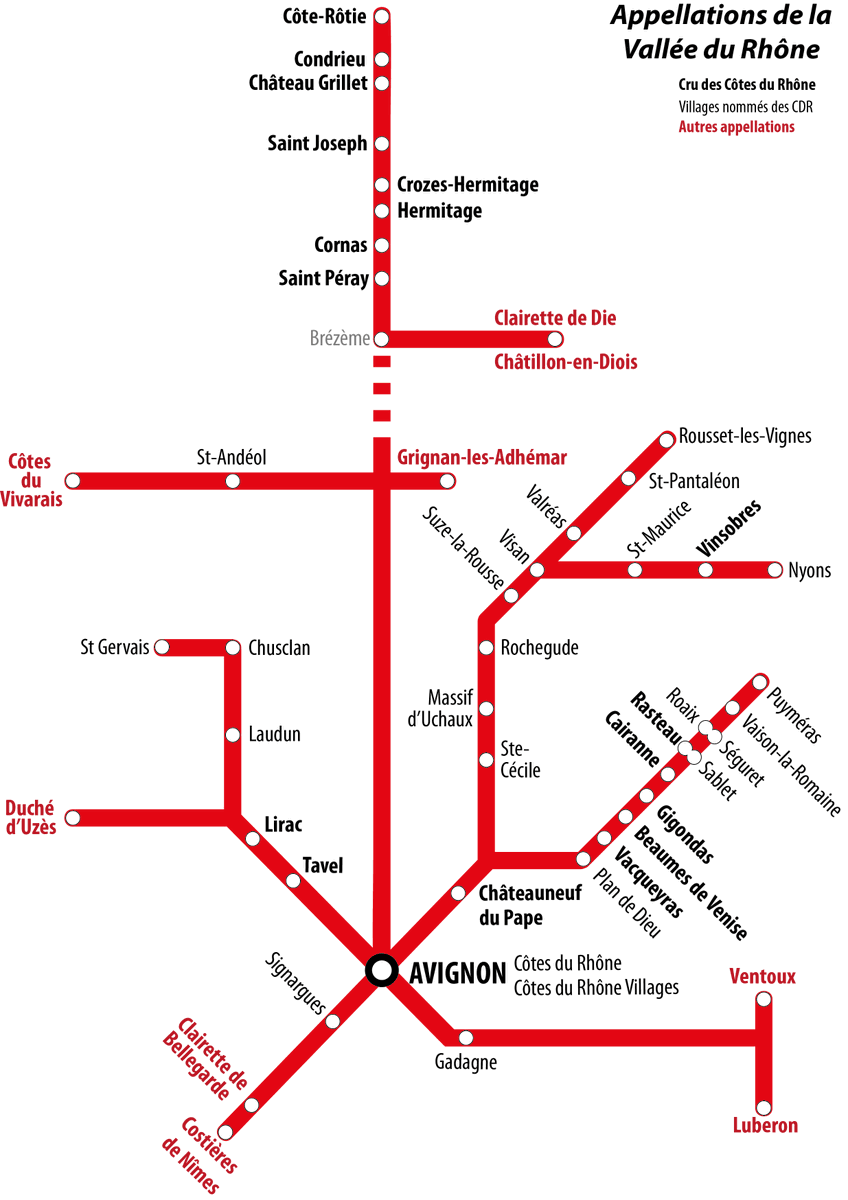 Appellations de la
Vallée du Rhône
Cru des Côtes du Rhône
Villages nommés des CDR
Autres appellations
Côte-Rôtie
Condrieu
Château Grillet
Saint Joseph
Crozes-Hermitage
Hermitage
Cornas
Saint Péray
Brézème
Clairette de Die
Châtillon-en-Diois
Côtes
du
Vivarais
St-Andéol
Grignan-les-Adhémar
Rousset-les-Vignes
St-Pantaléon
Valréas
Visan
Suze-la-Rousse
St-Maurice
Vinsobres
Nyons
St Gervais
Chusclan
Rochegude
Massif
d'Uchaux
Laudun
Ste-
Cécile
Puyméras
Roaix
Vaison-la-Romaine
Rasteau
Séguret
Cairanne
Sablet
Duché
d'Uzès
Lirac
Tavel
Gigondas
Beaumes de Venise
Vacqueyras
Plan de Dieu
Châteauneuf
du Pape
AVIGNON
Côtes du Rhône
Côtes du Rhône Villages
Signargues
Ventoux
Gadagne
Clairette de
Bellegarde
Luberon
Costières
de Nîmes